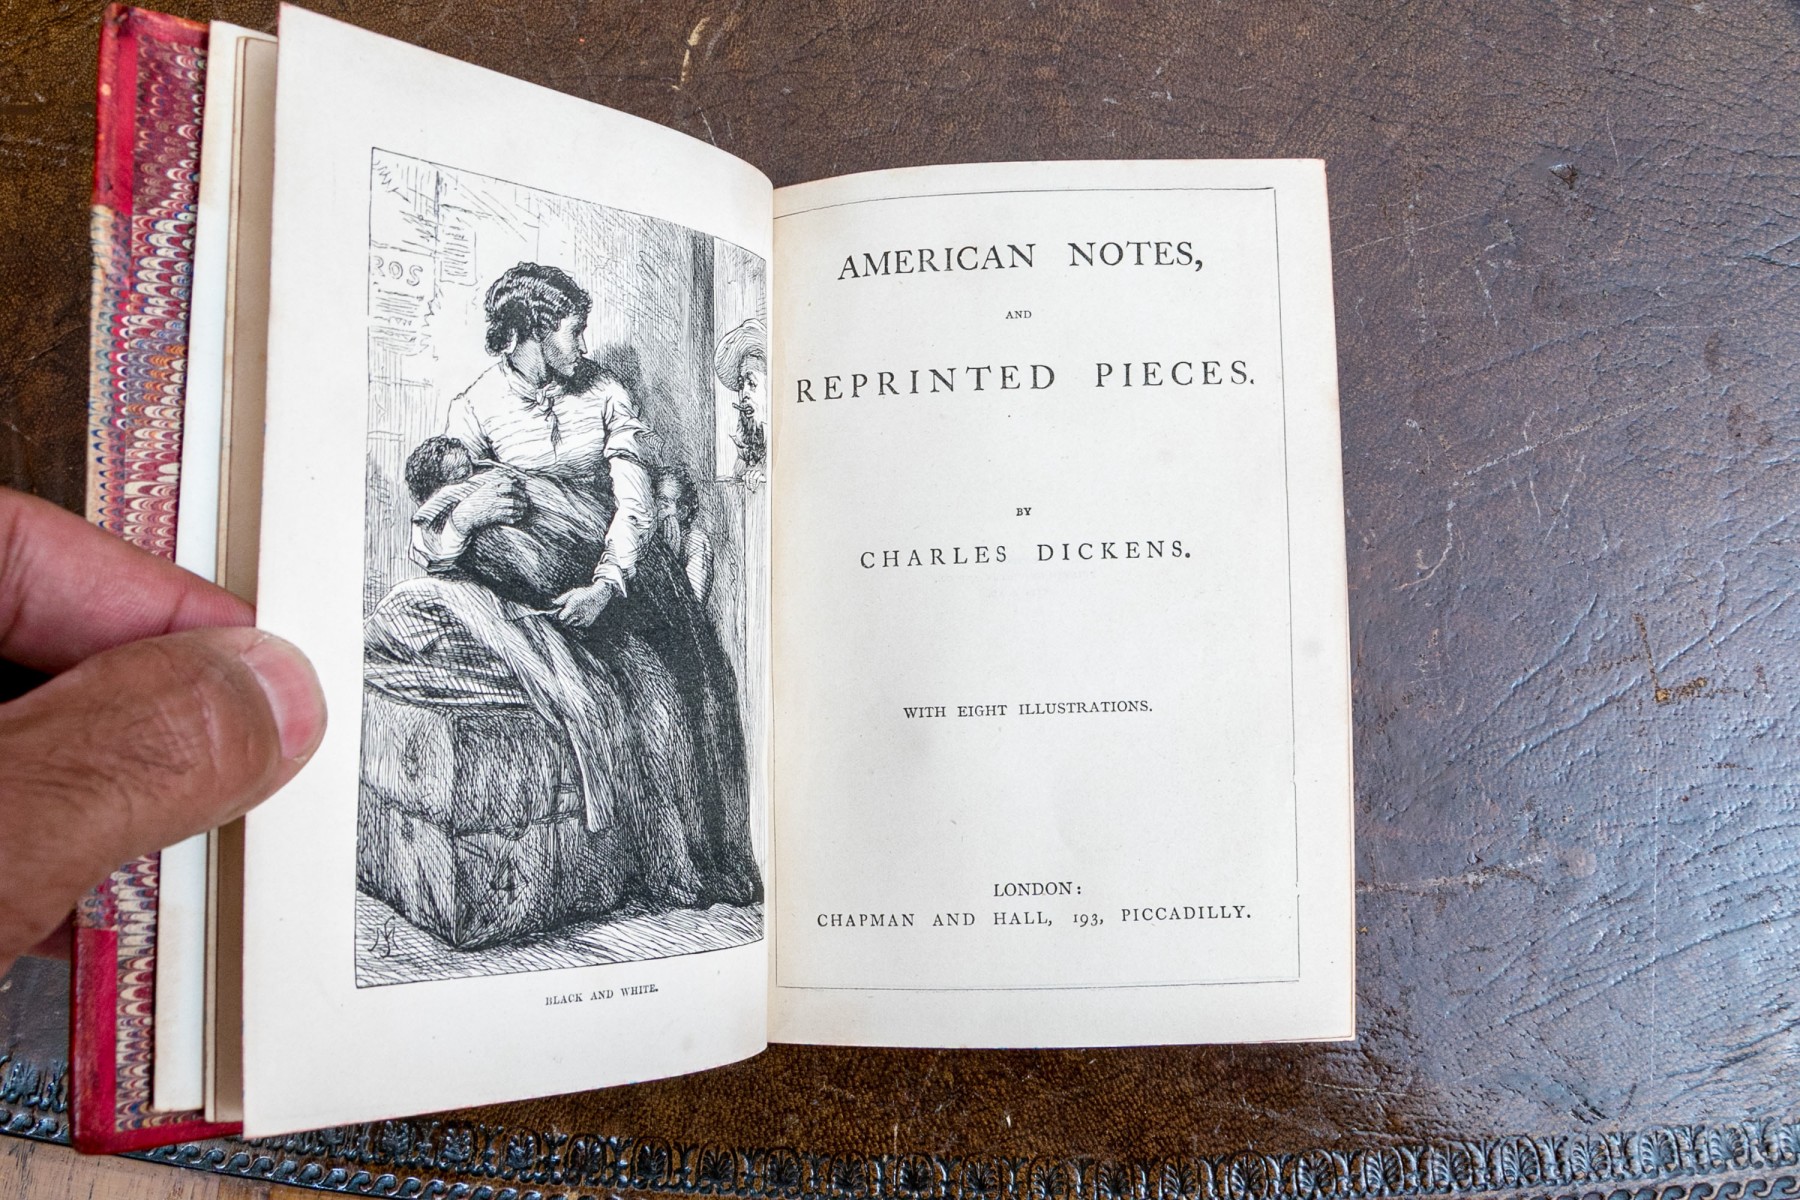 ROS
BLACK AND WHITE.
AMERICAN NOTES,
AND
REPRINTED PIECES.
BY
CHARLES DICKENS.
WITH EIGHT ILLUSTRATIONS.
LONDON:
CHAPMAN AND HALL, 193, PICCADILLY.